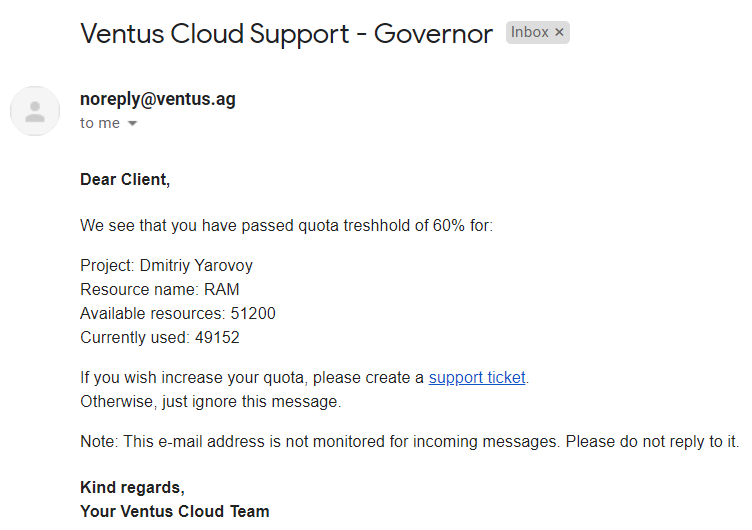 Ventus Cloud Support - Governor Inbox ×
noreply@ventus.ag
to me
Dear Client,
We see that you have passed quota treshhold of 60% for:
Project: Dmitriy Yarovoy
Resource name: RAM
Available resources: 51200
Currently used: 49152
If you wish increase your quota, please create a support ticket.
Otherwise, just ignore this message.
Note: This e-mail address is not monitored for incoming messages. Please do not reply to it.
Kind regards,
Your Ventus Cloud Team